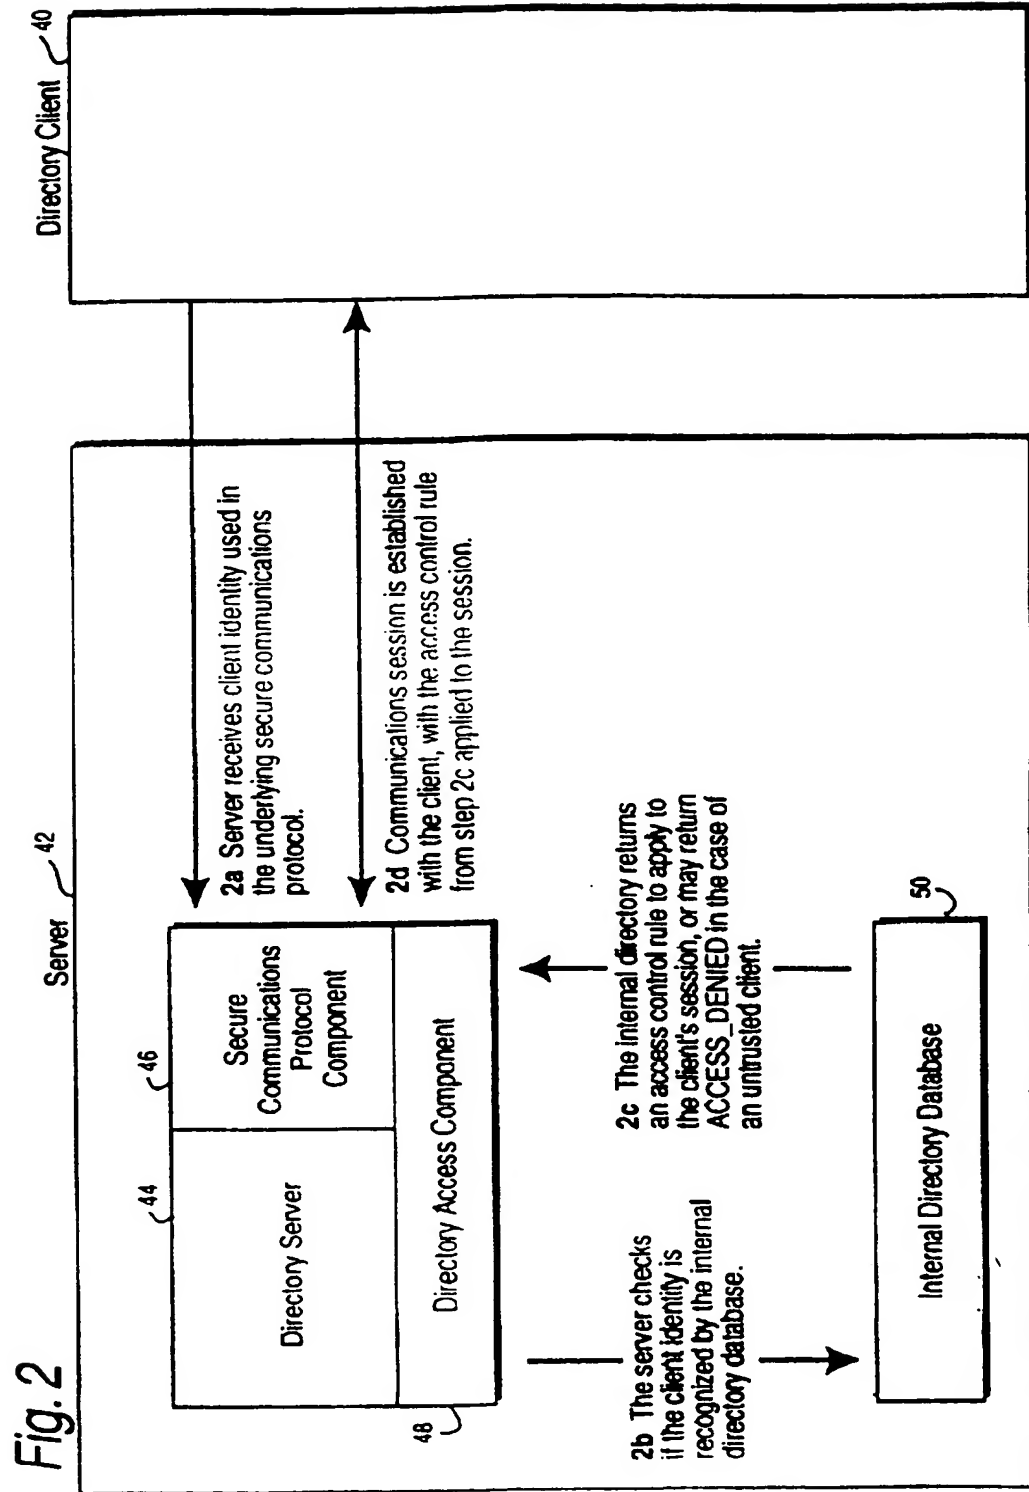 Fig. 2
Server
42
Directory Client
40
44
46
Directory Server
Secure
Communications
Protocol
Component
Directory Access Component
48
2a Server receives client identity used in
the underlying secure communications
protocol.
2d Communications session is established
with the client, with the access control rule
from step 2c applied to the session.
2b The server checks
if the client identity is
recognized by the internal
directory database.
2c The internal directory returns
an access control rule to apply to
the client's session, or may return
ACCESS_DENIED in the case of
an untrusted client.
50
Internal Directory Database